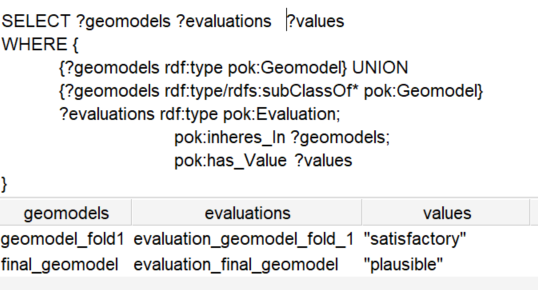 SELECT ?geomodels ?evaluations ?values
WHERE {
{?geomodels rdf:type pok:Geomodel} UNION
{?geomodels rdf:type/rdfs:subClassOf* pok:Geomodel}
?evaluations rdf:type pok:Evaluation;
pok:inheres_In ?geomodels;
pok:has_Value ?values
}
geomodels evaluations values
geomodel_fold1 evaluation_geomodel_fold_1 "satisfactory"
final_geomodel evaluation_final_geomodel "plausible"